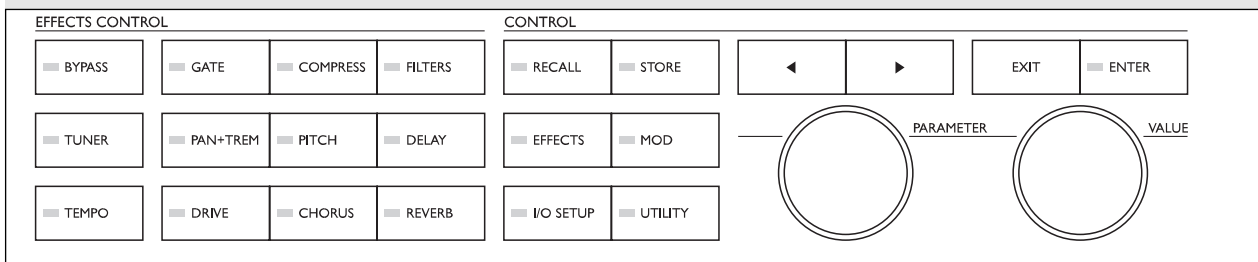 EFFECTS CONTROL CONTROL
BYPASS GATE COMPRESS FILTERS RECALL STORE ◀ ▶ EXIT ENTER
PARAMETER VALUE
TUNER PAN+TREM PITCH DELAY EFFECTS MOD
TEMPO DRIVE CHORUS REVERB I/O SETUP UTILITY